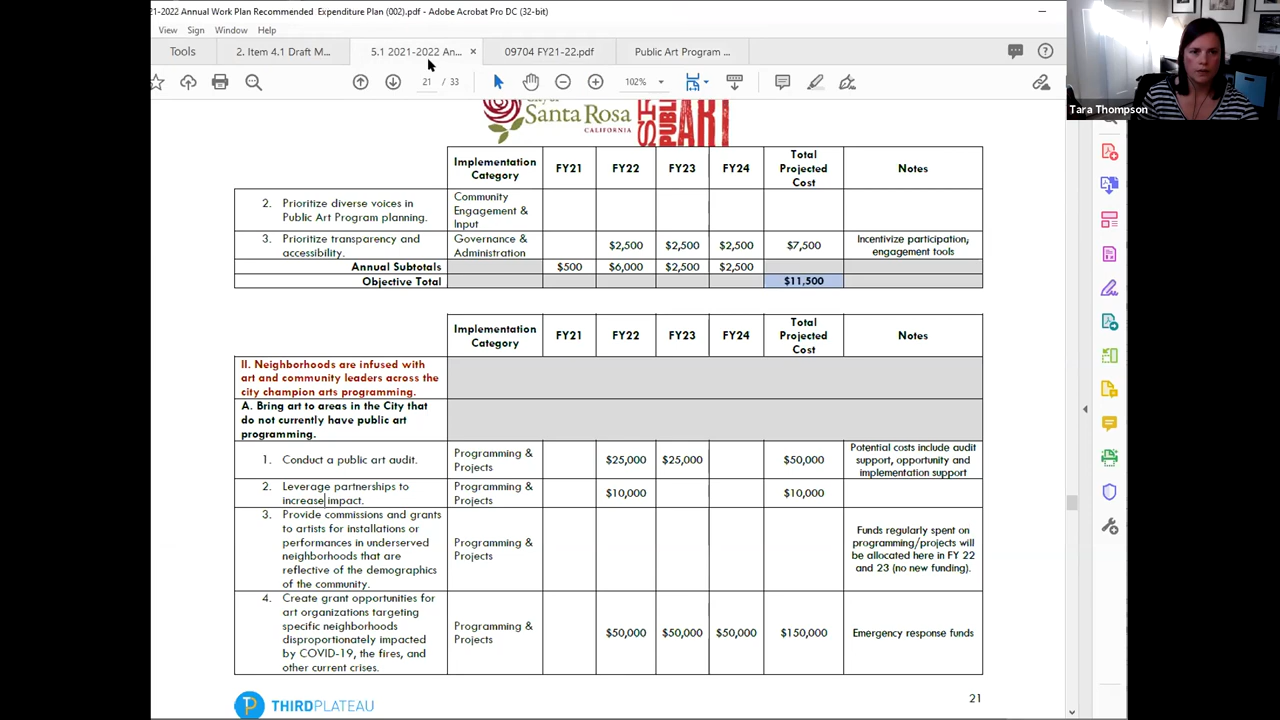 21-2022 Annual Work Plan Recommended Expenditure Plan (002).pdf - Adobe Acrobat Pro DC (32-bit)
View Sign Window Help
Tools 2. Item 4.1 Draft M... 5.1 2021-2022 An... × 09704 FY21-22.pdf Public Art Program ...
21 / 33 102%
Tara Thompson
Santa Rosa
CALIFORNIA
PUBLIC
ART
Implementation Category FY21 FY22 FY23 FY24 Total Projected Cost Notes
2. Prioritize diverse voices in Public Art Program planning. Community Engagement & Input
3. Prioritize transparency and accessibility. Governance & Administration $2,500 $2,500 $2,500 $7,500 Incentivize participation, engagement tools
Annual Subtotals $500 $6,000 $2,500 $2,500
Objective Total $11,500
Implementation Category FY21 FY22 FY23 FY24 Total Projected Cost Notes
II. Neighborhoods are infused with
art and community leaders across the
city champion arts programming.
A. Bring art to areas in the City that
do not currently have public art
programming.
1. Conduct a public art audit. Programming & Projects $25,000 $25,000 $50,000 Potential costs include audit support, opportunity and implementation support
2. Leverage partnerships to increase impact. Programming & Projects $10,000 $10,000
3. Provide commissions and grants to artists for installations or performances in underserved neighborhoods that are reflective of the demographics of the community. Programming & Projects Funds regularly spent on programming/projects will be allocated here in FY 22 and 23 (no new funding).
4. Create grant opportunities for art organizations targeting specific neighborhoods disproportionately impacted by COVID-19, the fires, and other current crises. Programming & Projects $50,000 $50,000 $50,000 $150,000 Emergency response funds
THIRDPLATEAU
21